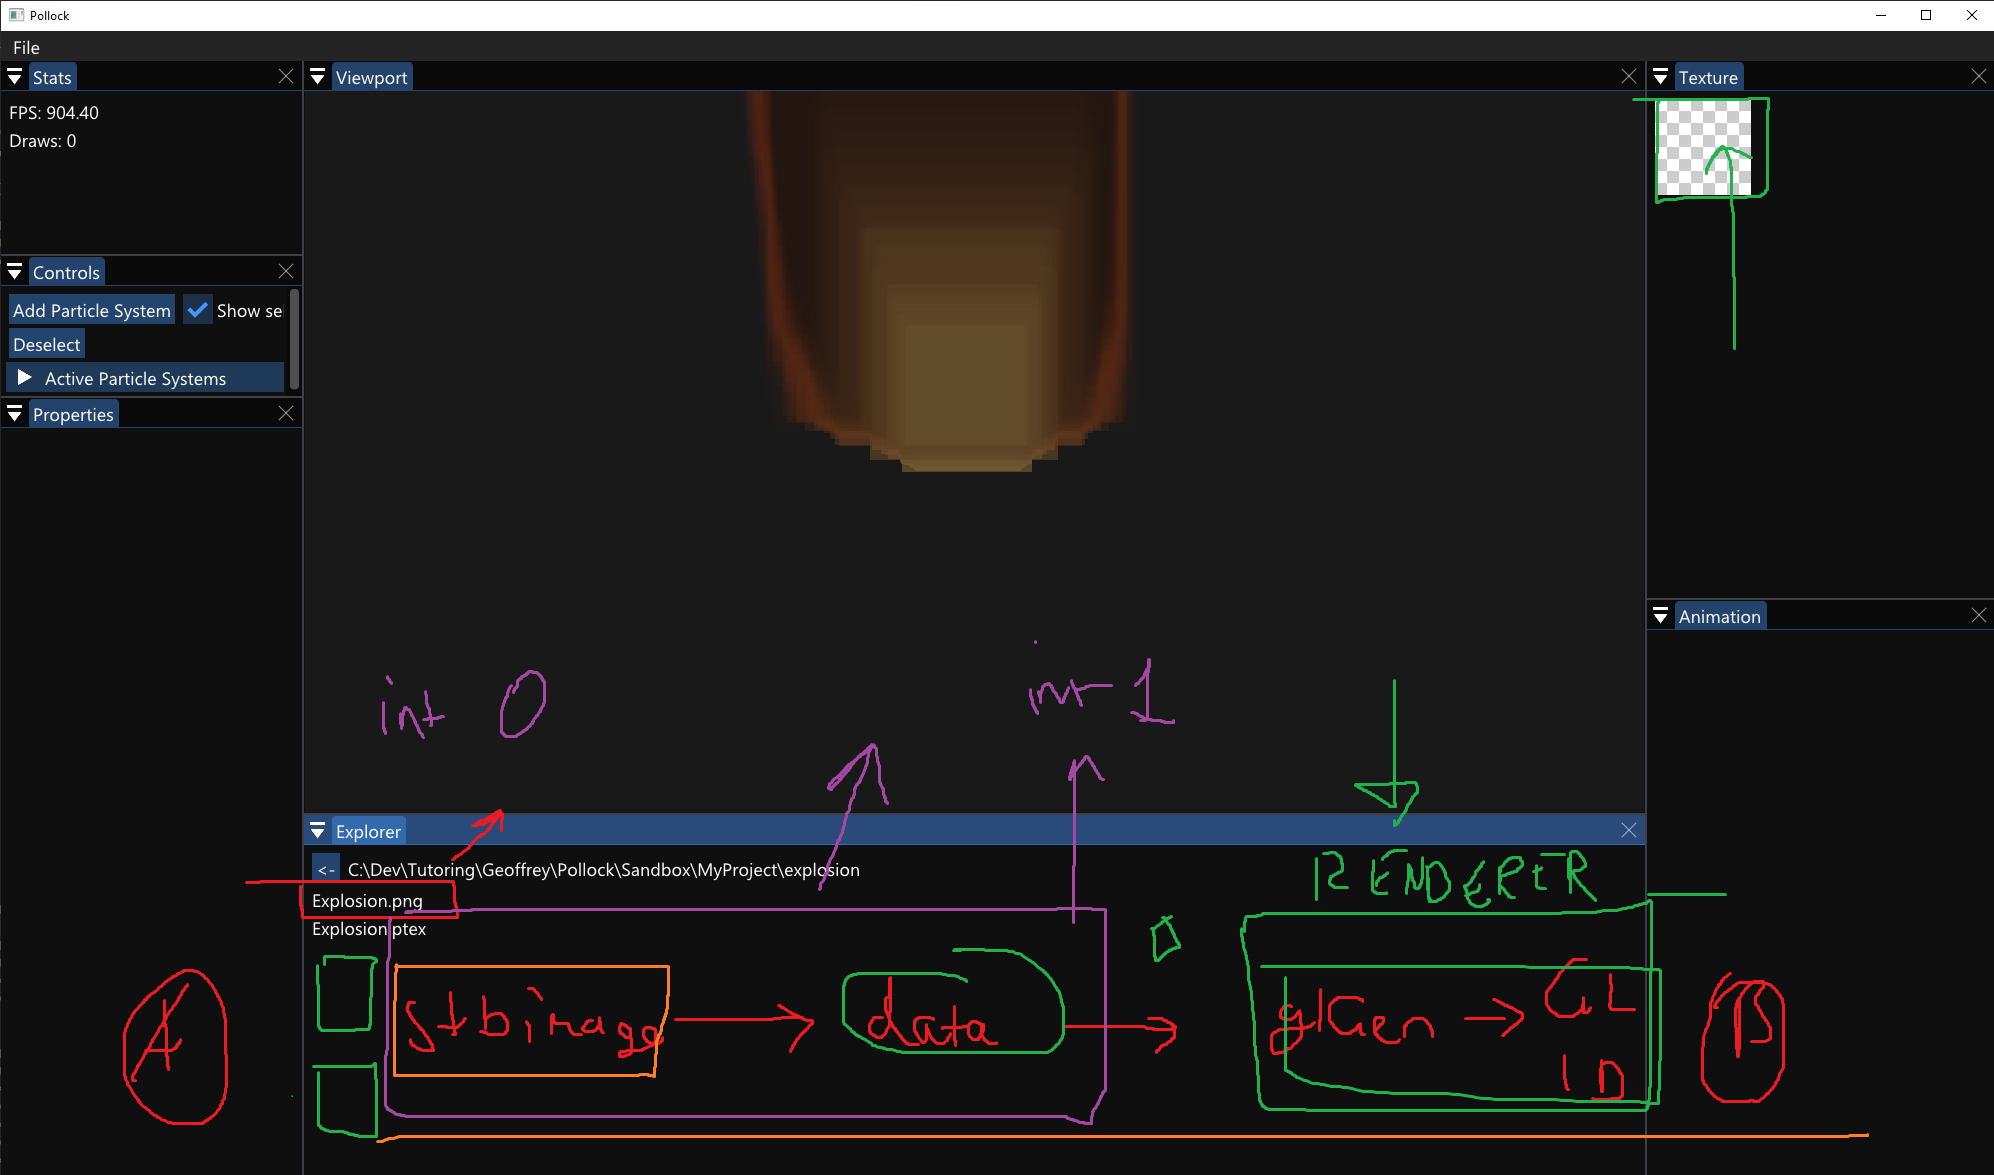 Pollock
File
Stats
Viewport
Texture
FPS: 904.40
Draws: 0
Controls
Add Particle System
Show se
Deselect
Active Particle Systems
Properties
Animation
int 0
int 1
Explorer
<- C:\Dev\Tutoring\Geoffrey\Pollock\Sandbox\MyProject\explosion
RENDERER
Explosion.png
Explosion.ptex
A
stbimage
data
glGen
GL
ID
B